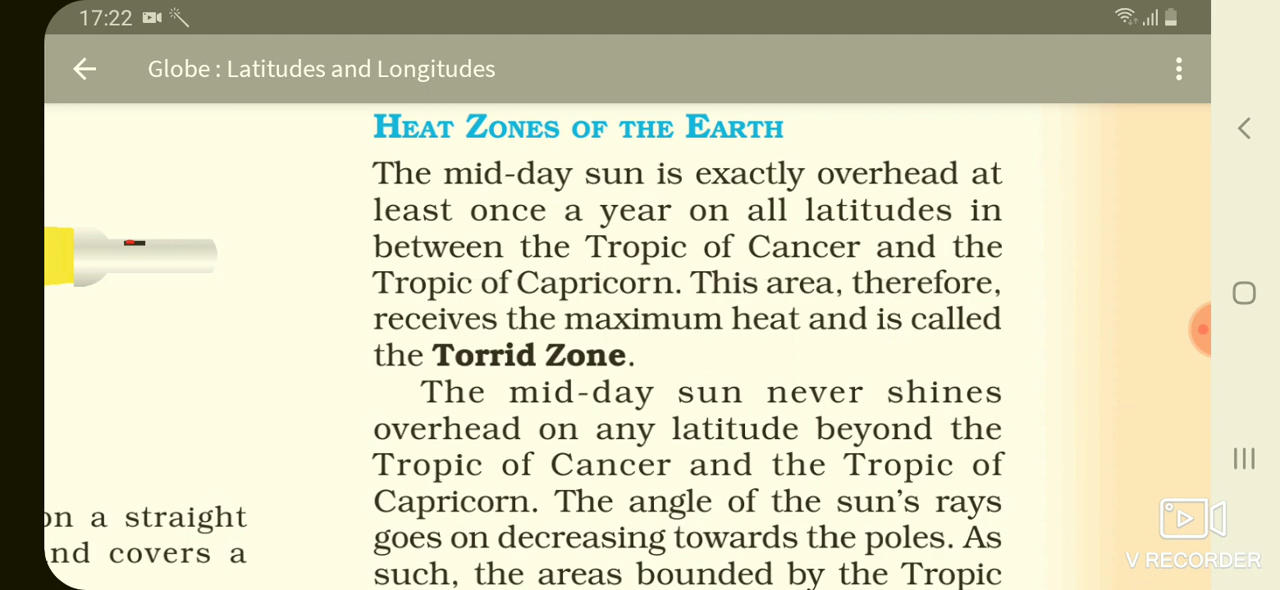 17:22
Globe : Latitudes and Longitudes
HEAT ZONES OF THE EARTH
The mid-day sun is exactly overhead at
least once a year on all latitudes in
between the Tropic of Cancer and the
Tropic of Capricorn. This area, therefore,
receives the maximum heat and is called
the Torrid Zone.
The mid-day sun never shines
overhead on any latitude beyond the
Tropic of Cancer and the Tropic of
Capricorn. The angle of the sun's rays
goes on decreasing towards the poles. As
such, the areas bounded by the Tropic
on a straight
nd covers a
V RECORDER